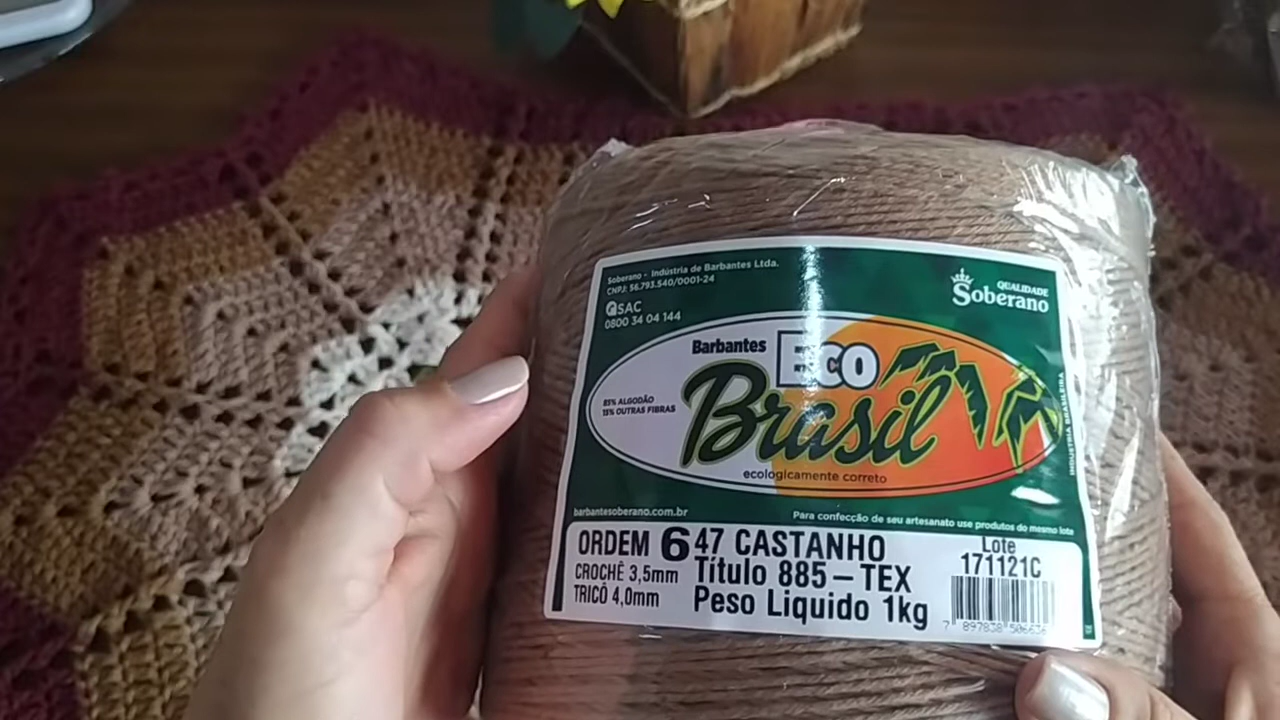 Soberano - Indústria de Barbantes Ltda.
CNPJ: 56.793.540/0001-24
SAC
0800 34 04 144
QUALIDADE
Soberano
Barbantes ECO
Brasil
85% ALGODÃO
15% OUTRAS FIBRAS
ecologicamente correto
INDÚSTRIA BRASILEIRA
barbantesoberano.com.br
Para confecção de seu artesanato use produtos do mesmo lote
ORDEM 6
47 CASTANHO
CROCHÊ 3,5mm
Título 885 – TEX
TRICÔ 4,0mm
Peso Liquido 1kg
Lote
171121C